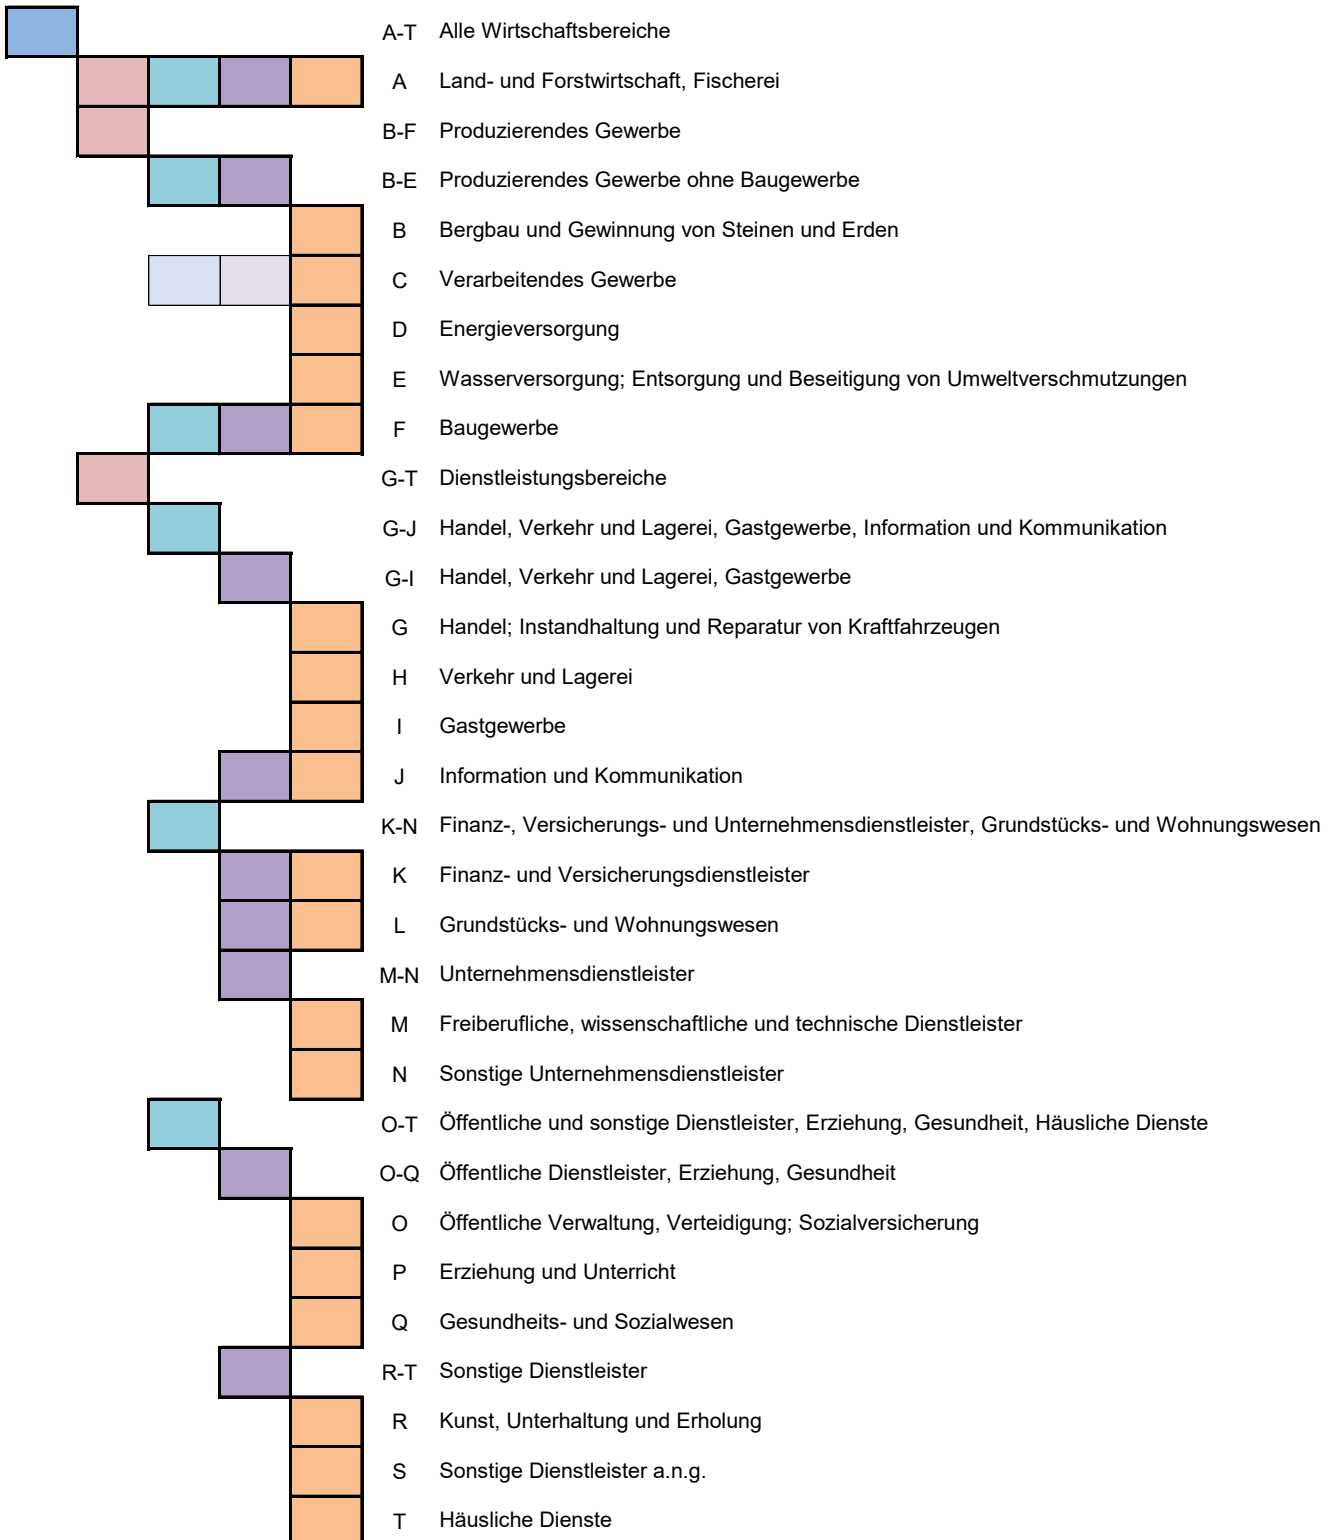 A-T Alle Wirtschaftsbereiche
A Land- und Forstwirtschaft, Fischerei
B-F Produzierendes Gewerbe
B-E Produzierendes Gewerbe ohne Baugewerbe
B Bergbau und Gewinnung von Steinen und Erden
C Verarbeitendes Gewerbe
D Energieversorgung
E Wasserversorgung; Entsorgung und Beseitigung von Umweltverschmutzungen
F Baugewerbe
G-T Dienstleistungsbereiche
G-J Handel, Verkehr und Lagerei, Gastgewerbe, Information und Kommunikation
G-I Handel, Verkehr und Lagerei, Gastgewerbe
G Handel; Instandhaltung und Reparatur von Kraftfahrzeugen
H Verkehr und Lagerei
I Gastgewerbe
J Information und Kommunikation
K-N Finanz-, Versicherungs- und Unternehmensdienstleister, Grundstücks- und Wohnungswesen
K Finanz- und Versicherungsdienstleister
L Grundstücks- und Wohnungswesen
M-N Unternehmensdienstleister
M Freiberufliche, wissenschaftliche und technische Dienstleister
N Sonstige Unternehmensdienstleister
O-T Öffentliche und sonstige Dienstleister, Erziehung, Gesundheit, Häusliche Dienste
O-Q Öffentliche Dienstleister, Erziehung, Gesundheit
O Öffentliche Verwaltung, Verteidigung; Sozialversicherung
P Erziehung und Unterricht
Q Gesundheits- und Sozialwesen
R-T Sonstige Dienstleister
R Kunst, Unterhaltung und Erholung
S Sonstige Dienstleister a.n.g.
T Häusliche Dienste